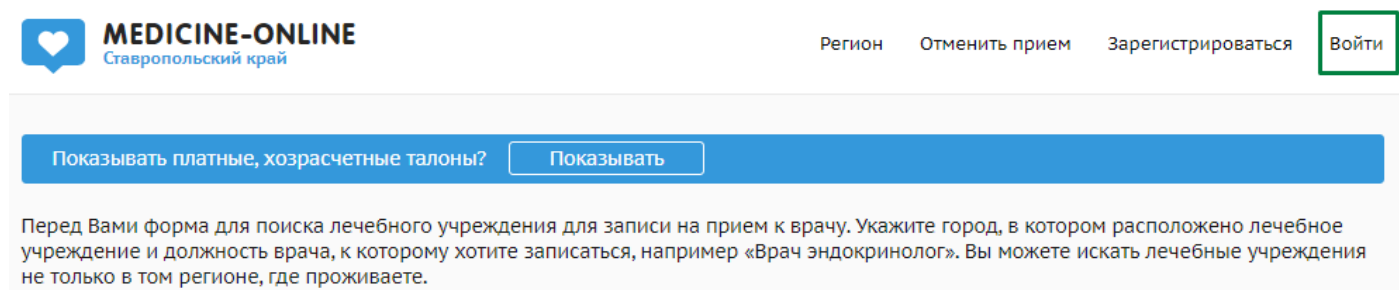 MEDICINE-ONLINE
Ставропольский край
Регион Отменить прием Зарегистрироваться Войти
Показывать платные, хозрасчетные талоны? Показывать
Перед Вами форма для поиска лечебного учреждения для записи на прием к врачу. Укажите город, в котором расположено лечебное
учреждение и должность врача, к которому хотите записаться, например «Врач эндокринолог». Вы можете искать лечебные учреждения
не только в том регионе, где проживаете.